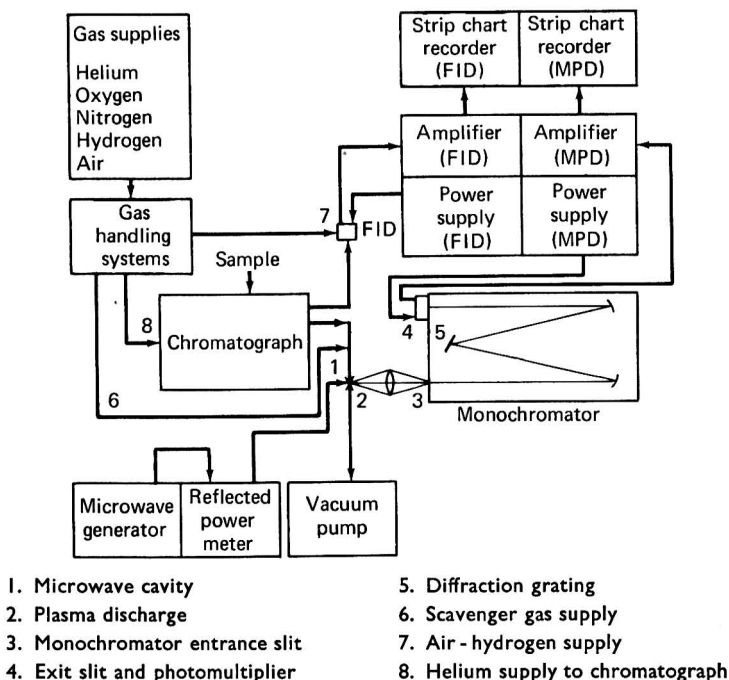 Gas supplies
Helium
Oxygen
Nitrogen
Hydrogen
Air
Strip chart
recorder
(FID)
Strip chart
recorder
(MPD)
Amplifier
(FID)
Amplifier
(MPD)
Power
supply
(FID)
Power
supply
(MPD)
Gas
handling
systems
7
FID
Sample
8
Chromatograph
4
5
1
2
3
6
Monochromator
Microwave
generator
Reflected
power
meter
Vacuum
pump
1. Microwave cavity
2. Plasma discharge
3. Monochromator entrance slit
4. Exit slit and photomultiplier
5. Diffraction grating
6. Scavenger gas supply
7. Air - hydrogen supply
8. Helium supply to chromatograph